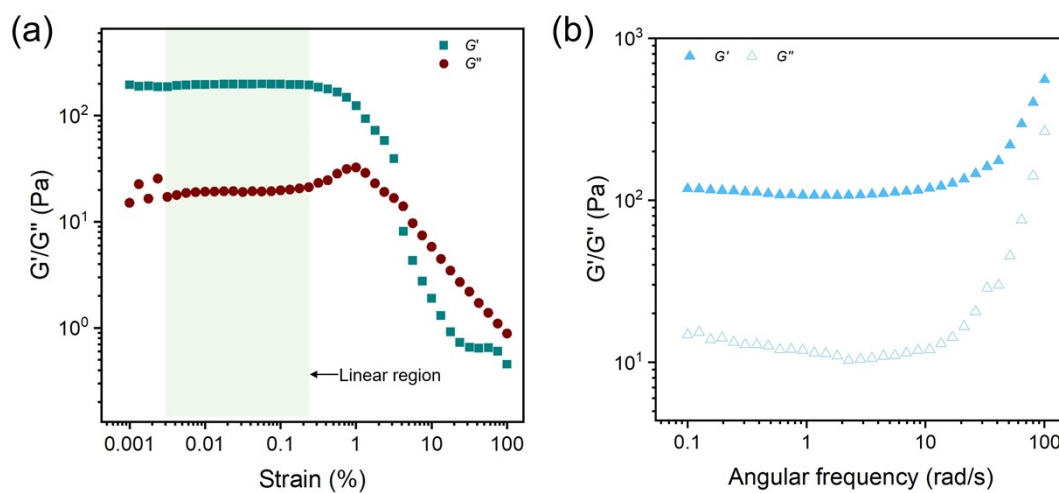 (a)
G'
G"
10²
10¹
10⁰
G'/G" (Pa)
Linear region
0.001
0.01
0.1
1
10
100
Strain (%)
(b)
10³
G'
G"
10²
10¹
G'/G" (Pa)
0.1
1
10
100
Angular frequency (rad/s)